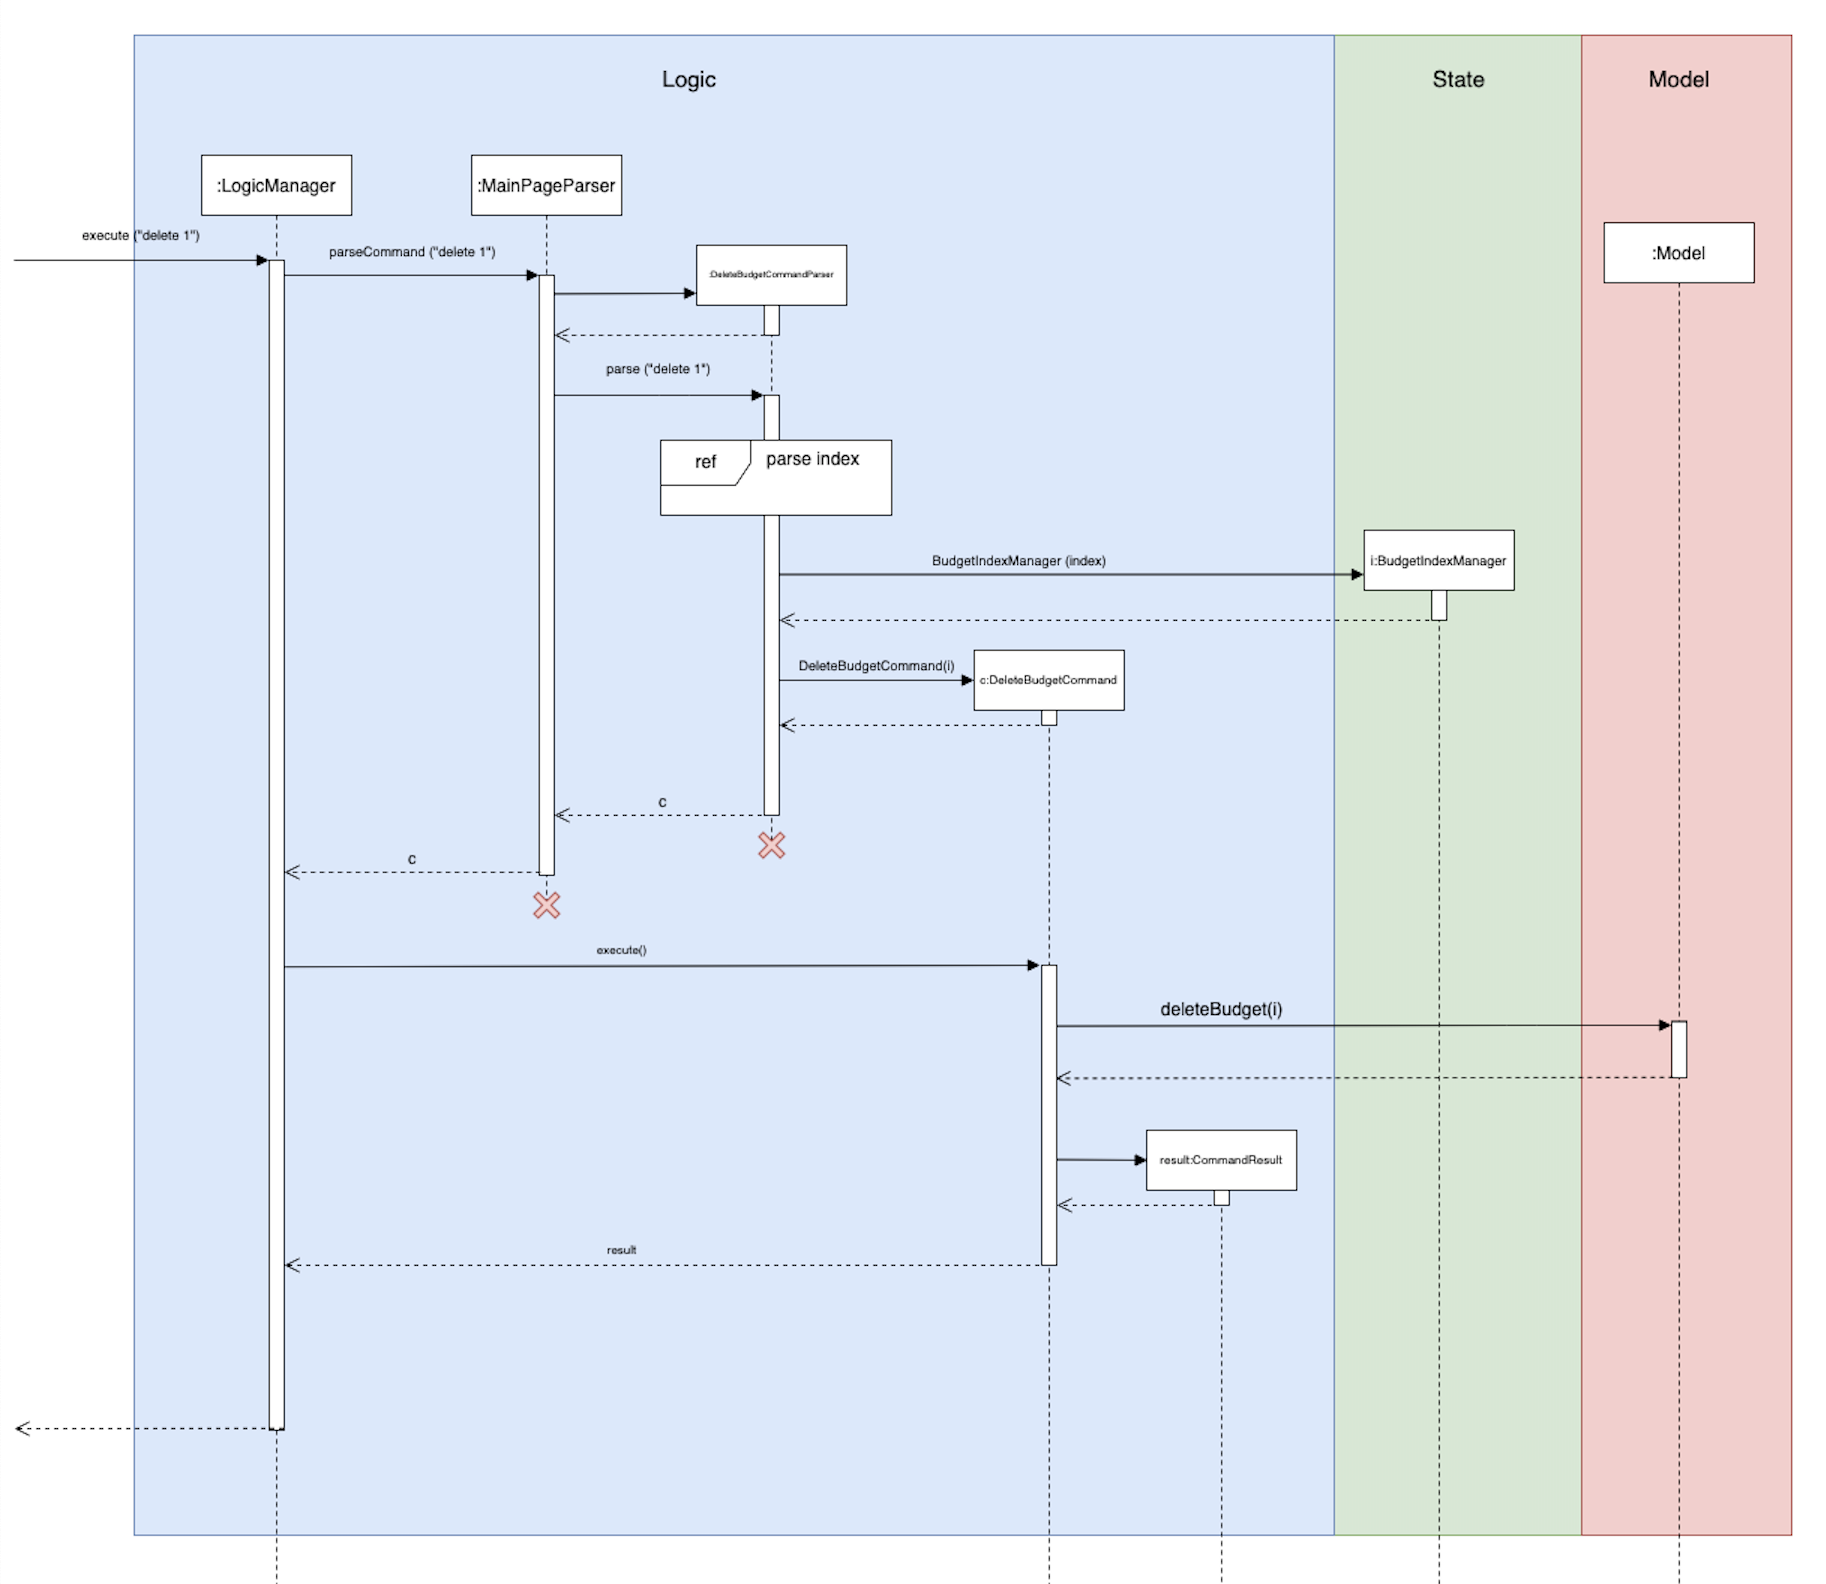 Logic
State
Model
:LogicManager
:MainPageParser
execute ("delete 1")
parseCommand ("delete 1")
:DeleteBudgetCommandParser
:Model
parse ("delete 1")
ref
parse index
BudgetIndexManager (index)
i:BudgetIndexManager
DeleteBudgetCommand(i)
c:DeleteBudgetCommand
c
c
execute()
deleteBudget(i)
result:CommandResult
result